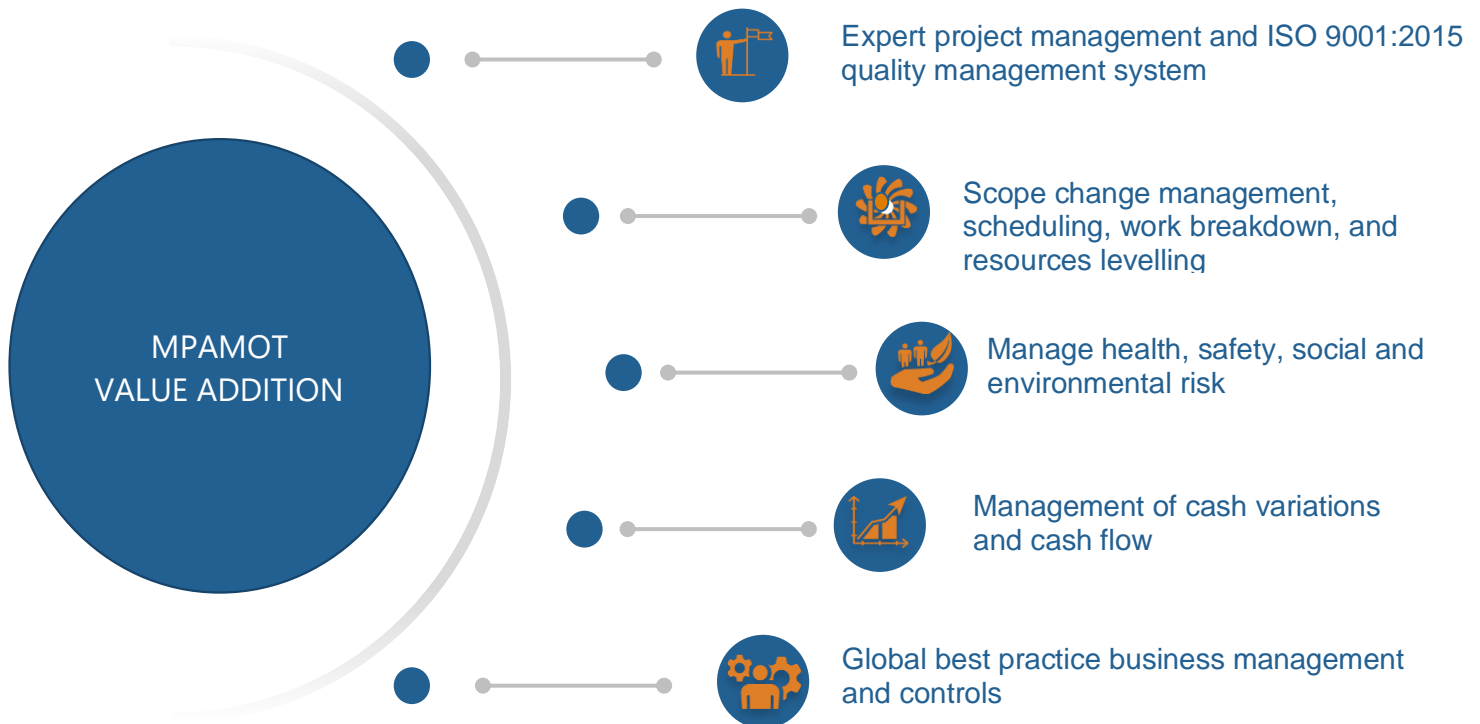 MPAMOT
VALUE ADDITION
Expert project management and ISO 9001:2015
quality management system
Scope change management,
scheduling, work breakdown, and
resources levelling
Manage health, safety, social and
environmental risk
Management of cash variations
and cash flow
Global best practice business management
and controls